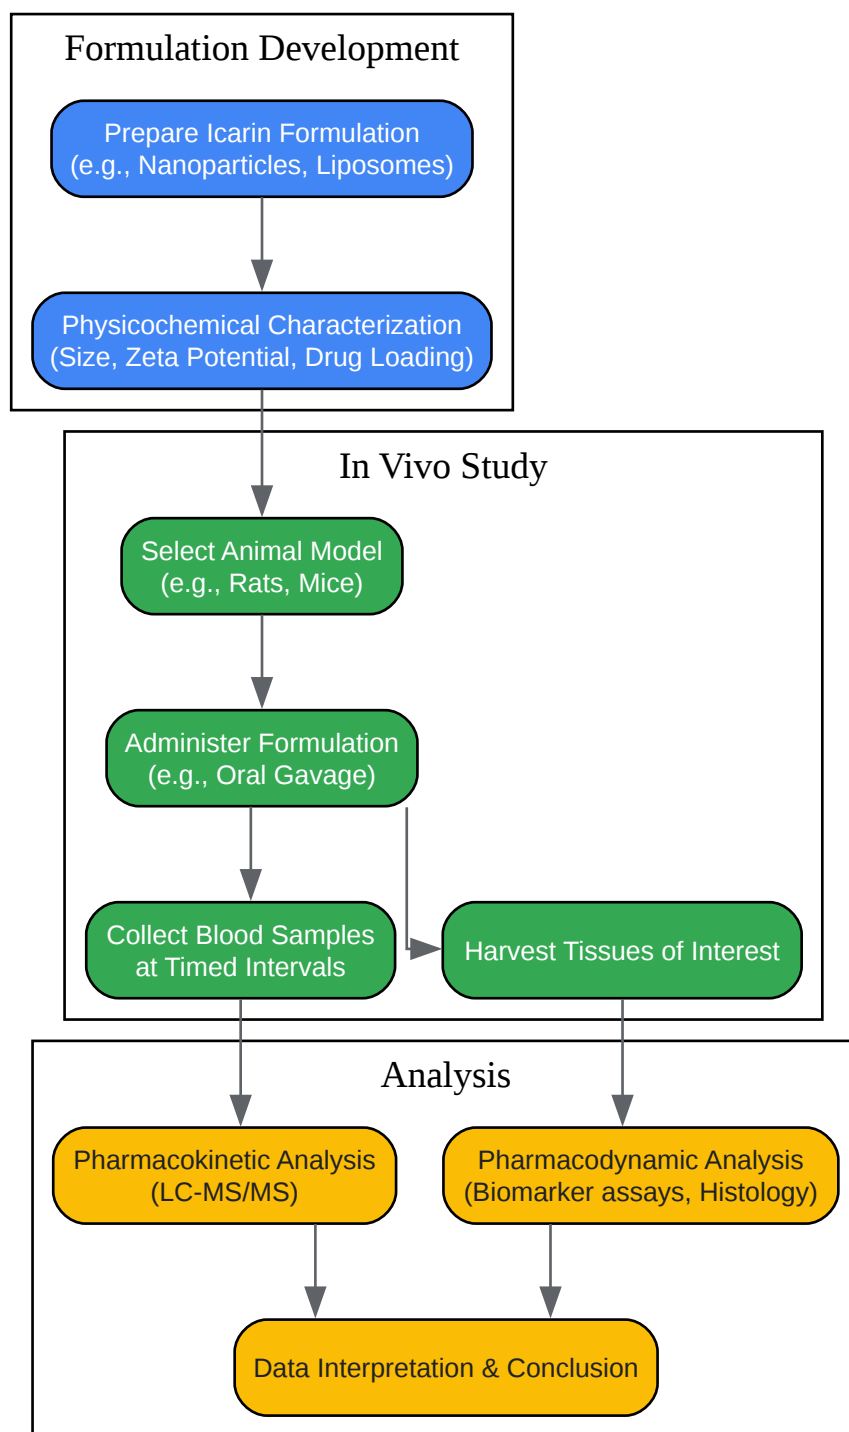 Formulation Development
Prepare Icarin Formulation
(e.g., Nanoparticles, Liposomes)
Physicochemical Characterization
(Size, Zeta Potential, Drug Loading)
In Vivo Study
Select Animal Model
(e.g., Rats, Mice)
Administer Formulation
(e.g., Oral Gavage)
Collect Blood Samples
at Timed Intervals
Harvest Tissues of Interest
Analysis
Pharmacokinetic Analysis
(LC-MS/MS)
Pharmacodynamic Analysis
(Biomarker assays, Histology)
Data Interpretation & Conclusion